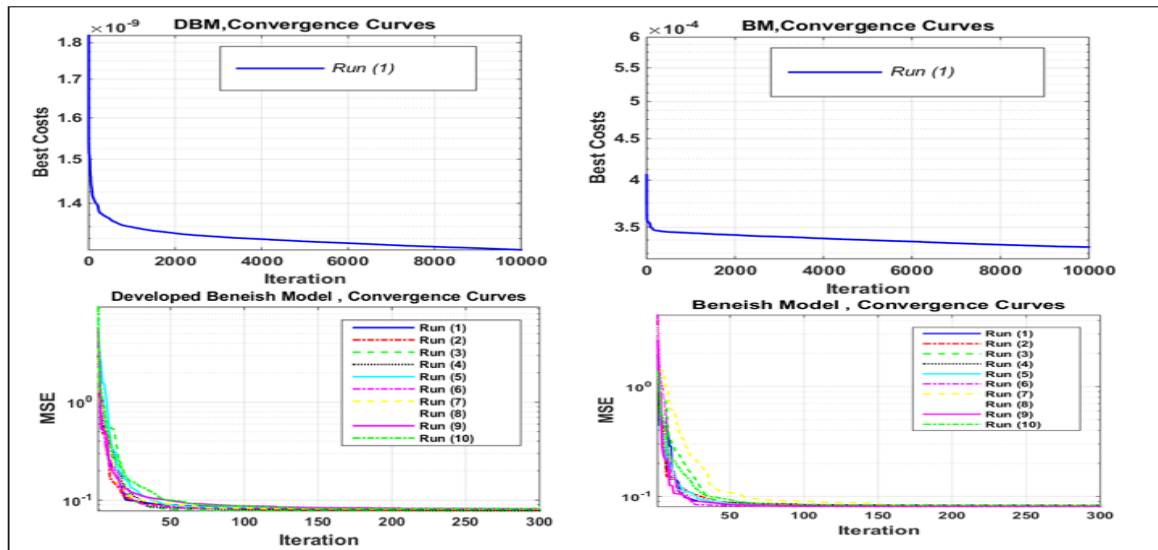 DBM,Convergence Curves
×10^-9
1.8
1.7
1.6
1.5
1.4
Best Costs
Run (1)
0 2000 4000 6000 8000 10000
Iteration
BM,Convergence Curves
×10^-4
6
5.5
5
4.5
4
3.5
Best Costs
Run (1)
0 2000 4000 6000 8000 10000
Iteration
Developed Beneish Model , Convergence Curves
MSE
10^0
10^-1
Run (1)
Run (2)
Run (3)
Run (4)
Run (5)
Run (6)
Run (7)
Run (8)
Run (9)
Run (10)
50 100 150 200 250 300
Iteration
Beneish Model , Convergence Curves
MSE
10^0
10^-1
Run (1)
Run (2)
Run (3)
Run (4)
Run (5)
Run (6)
Run (7)
Run (8)
Run (9)
Run (10)
50 100 150 200 250 300
Iteration